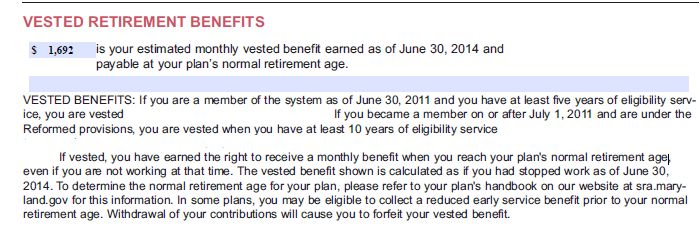 VESTED RETIREMENT BENEFITS
$ 1,692 is your estimated monthly vested benefit earned as of June 30, 2014 and
payable at your plan's normal retirement age.
VESTED BENEFITS: If you are a member of the system as of June 30, 2011 and you have at least five years of eligibility serv-
ice, you are vested If you became a member on or after July 1, 2011 and are under the
Reformed provisions, you are vested when you have at least 10 years of eligibility service
If vested, you have earned the right to receive a monthly benefit when you reach your plan's normal retirement age,
even if you are not working at that time. The vested benefit shown is calculated as if you had stopped work as of June 30,
2014. To determine the normal retirement age for your plan, please refer to your plan's handbook on our website at sra.mary-
land.gov for this information. In some plans, you may be eligible to collect a reduced early service benefit prior to your normal
retirement age. Withdrawal of your contributions will cause you to forfeit your vested benefit.